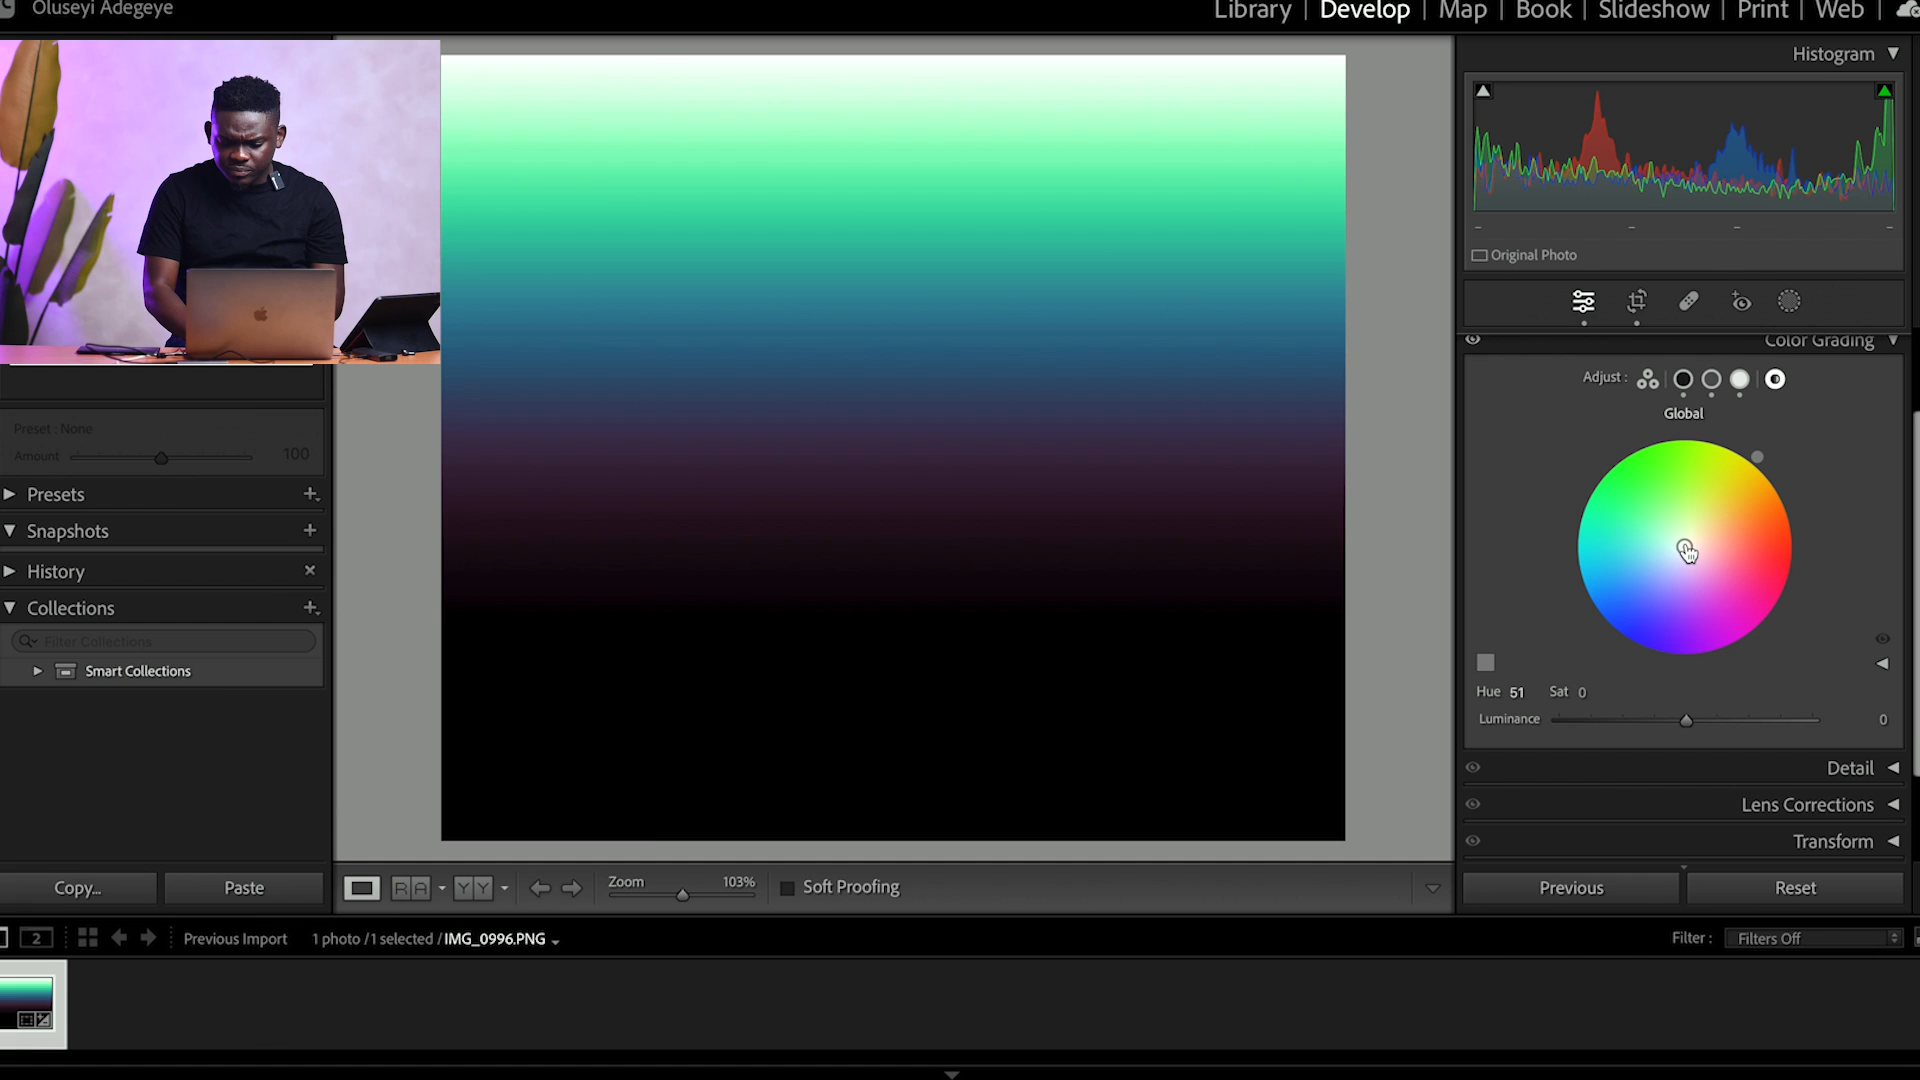 Oluseyi Adegeye
Library | Develop | Map | Book | Slideshow | Print | Web |
Histogram
Original Photo
Color Grading
Adjust :
Global
Hue 51 Sat 0
Luminance 0
Detail
Lens Corrections
Transform
Previous Reset
Preset : None
Amount 100
Presets
Snapshots
History
Collections
Filter Collections
Smart Collections
Copy... Paste
R A Y Y Zoom 103% Soft Proofing
2 Previous Import 1 photo / 1 selected / IMG_0996.PNG Filter : Filters Off